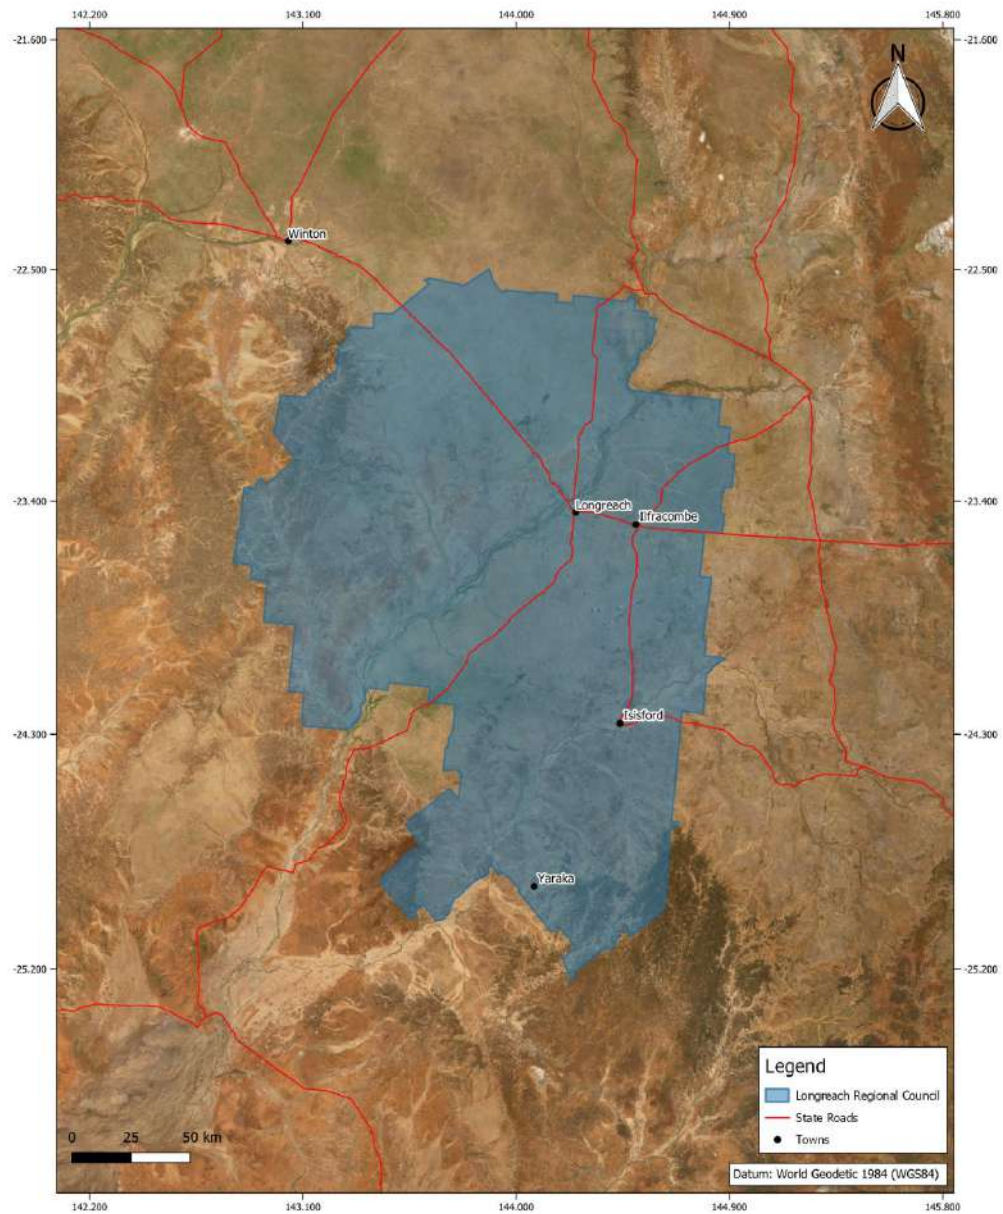 142.200 143.100 144.000 144.900 145.800
-21.600 -21.600
N
Winton
-22.500 -22.500
-23.400 -23.400
Longreach
Ilfracombe
Isisford
-24.300 -24.300
Yaraka
-25.200 -25.200
Legend
Longreach Regional Council
State Roads
Towns
0 25 50 km
Datum: World Geodetic 1984 (WGS84)
142.200 143.100 144.000 144.900 145.800